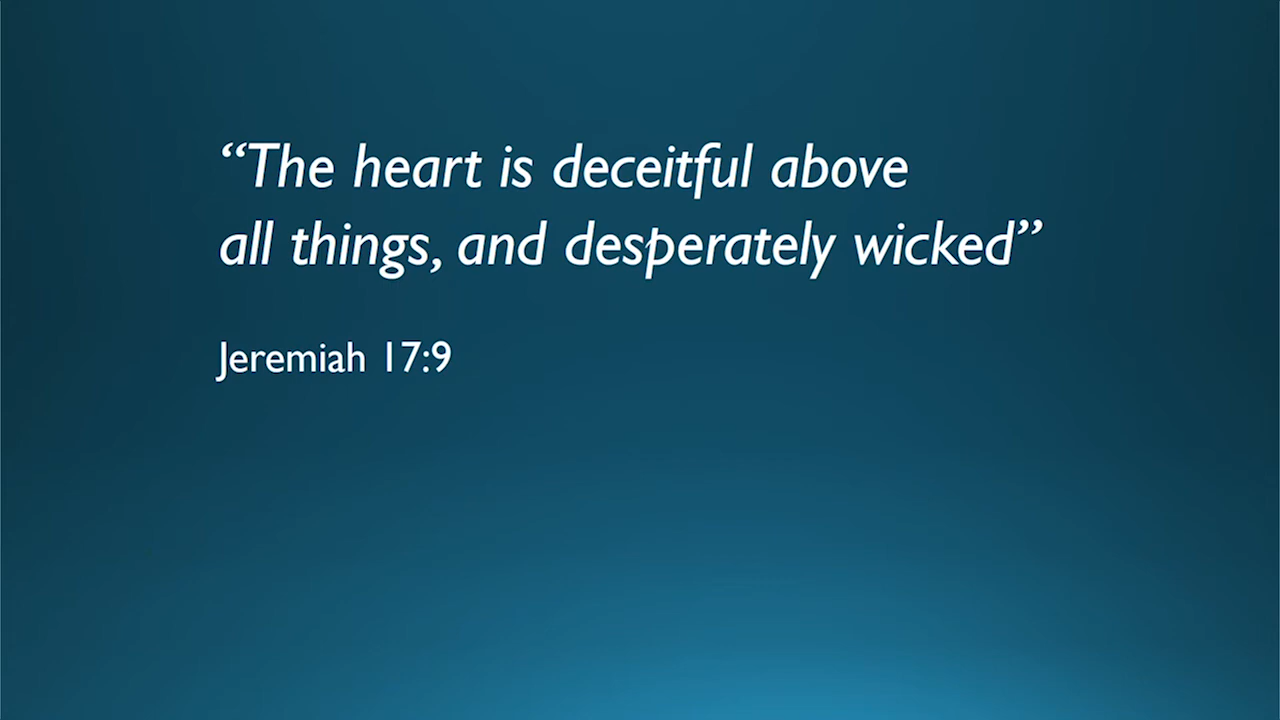 “The heart is deceitful above
all things, and desperately wicked”
Jeremiah 17:9